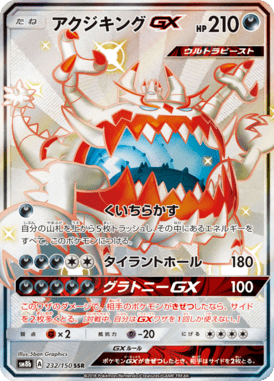 たね アクジキングGX HP210
ウルトラビースト
くいちらかす
自分の山札を上から5枚トラッシュし、その中にあるエネルギーを
すべて、このポケモンにつける。
タイラントホール 180
グラトニーGX 100
このワザのダメージで、相手のポケモンがきぜつしたなら、サイド
を2枚多くとる。[対戦中、自分はGXワザを1回しか使えない。]
弱点 ×2 抵抗力 -20 にげる
Illus. 5ban Graphics
GXルール
sm8b 232/150 SSR
ポケモンGXがきぜつしたとき、相手はサイドを2枚とる。